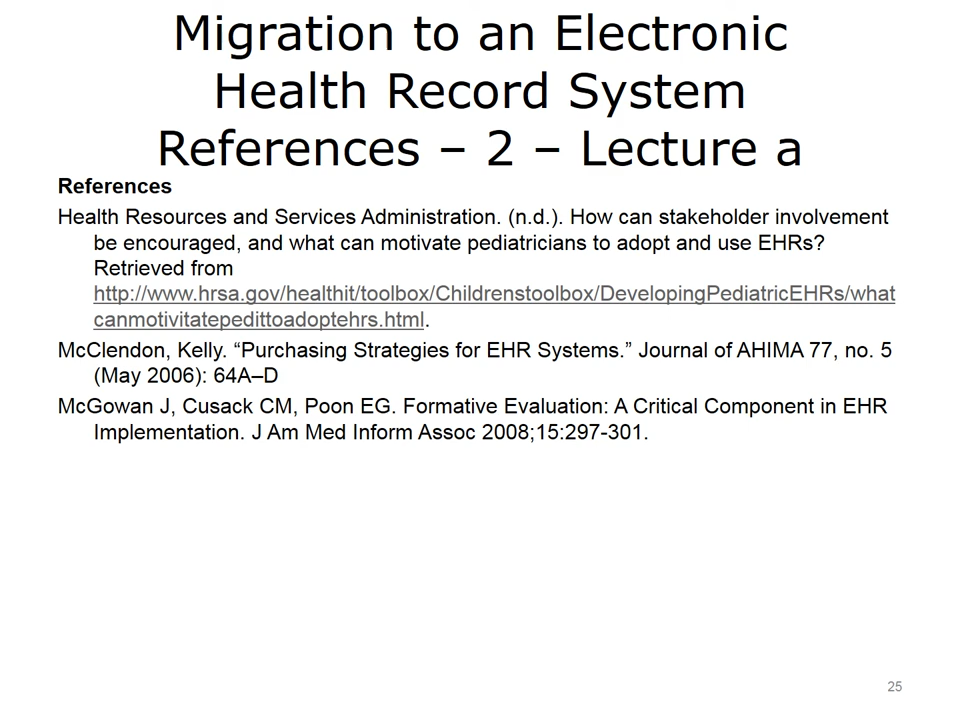 Migration to an Electronic
Health Record System
References – 2 – Lecture a
References
Health Resources and Services Administration. (n.d.). How can stakeholder involvement
be encouraged, and what can motivate pediatricians to adopt and use EHRs?
Retrieved from
http://www.hrsa.gov/healthit/toolbox/Childrenstoolbox/DevelopingPediatricEHRs/what
canmotivitatepedittoadoptehrs.html.
McClendon, Kelly. “Purchasing Strategies for EHR Systems.” Journal of AHIMA 77, no. 5
(May 2006): 64A–D
McGowan J, Cusack CM, Poon EG. Formative Evaluation: A Critical Component in EHR
Implementation. J Am Med Inform Assoc 2008;15:297-301.
25